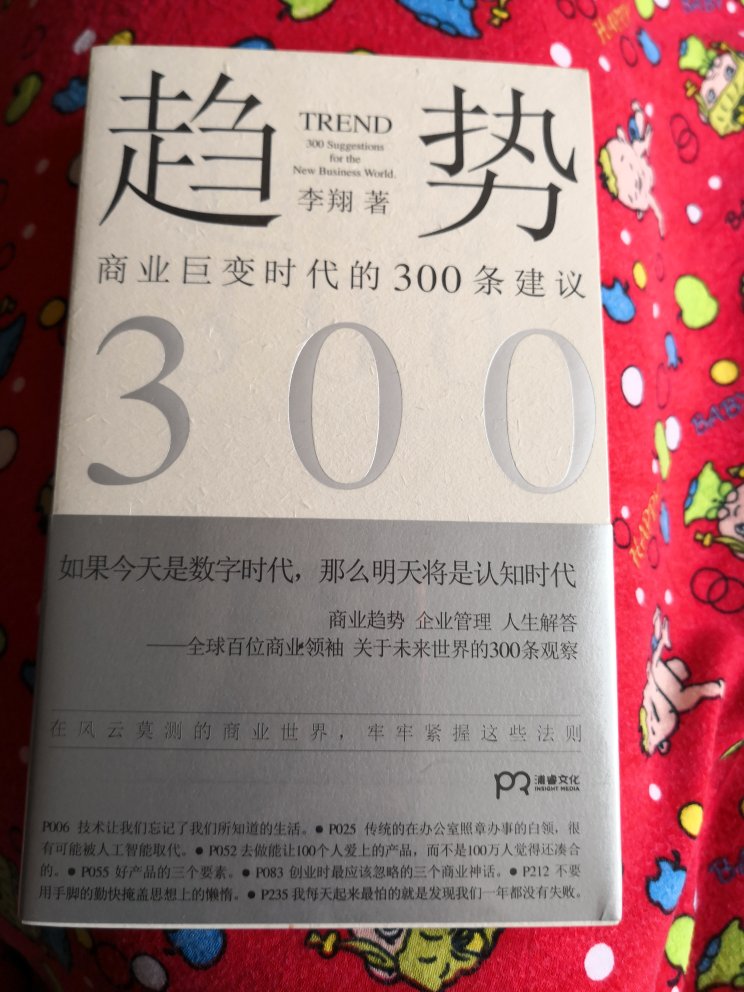 趋势
TREND
300 Suggestions
for the
New Business World.
李翔 著
商业巨变时代的300条建议
300
如果今天是数字时代，那么明天将是认知时代
商业趋势 企业管理 人生解答
——全球百位商业领袖 关于未来世界的300条观察
在风云莫测的商业世界，牢牢紧握这些法则
浦睿文化
INSIGHT MEDIA
P006 技术让我们忘记了我们所知道的生活。● P025 传统的在办公室照章办事的白领，很
有可能被人工智能取代。● P052 去做能让100个人爱上的产品，而不是100万人觉得还凑合
的。● P055 好产品的三个要素。● P083 创业时最应该忽略的三个商业神话。● P212 不要
用手脚的勤快掩盖思想上的懒惰。● P235 我每天起来最怕的就是发现我们一年都没有失败。
BABY
HAPPY
BABY
HAPPY